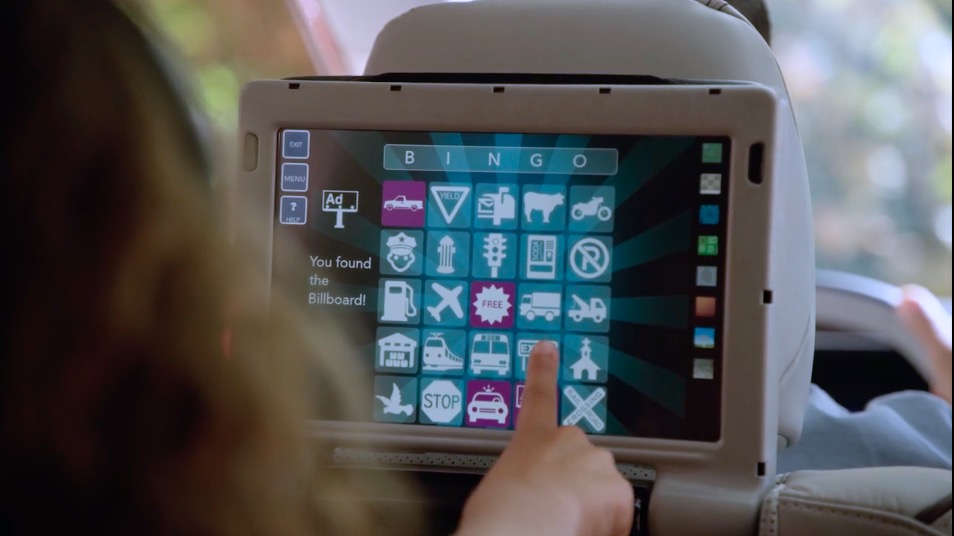 EXIT
MENU
?
HELP
B I N G O
Ad
YIELD
You found
the
Billboard!
FREE
STOP